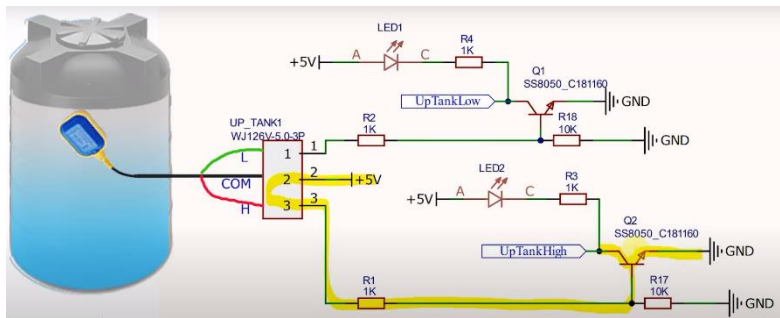 LED1
R4
1K
+5V
A
C
Q1
SS8050_C181160
UpTankLow
GND
UP_TANK1
WJ126V-5.0-3P
R2
1K
R18
10K
GND
L
1
1
COM
2
2
+5V
H
3
3
LED2
R3
1K
+5V
A
C
Q2
SS8050_C181160
UpTankHigh
GND
R1
1K
R17
10K
GND